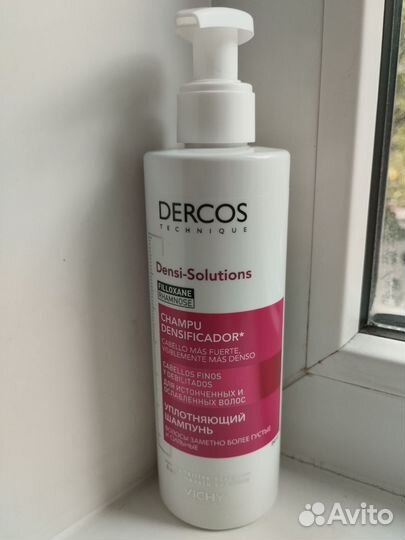 DERCOS
TECHNIQUE
Densi-Solutions
FILLOXANE
RHAMNOSE
CHAMPU
DENSIFICADOR*
CABELLO MÁS FUERTE
VISIBLEMENTE MÁS DENSO
CABELLOS FINOS
Y DEBILITADOS
ДЛЯ ИСТОНЧЕННЫХ И
ОСЛАБЛЕННЫХ ВОЛОС
УПЛОТНЯЮЩИЙ
ШАМПУНЬ
ВОЛОСЫ ЗАМЕТНО БОЛЕЕ ГУСТЫЕ
И СИЛЬНЫЕ
VICHY
Avito